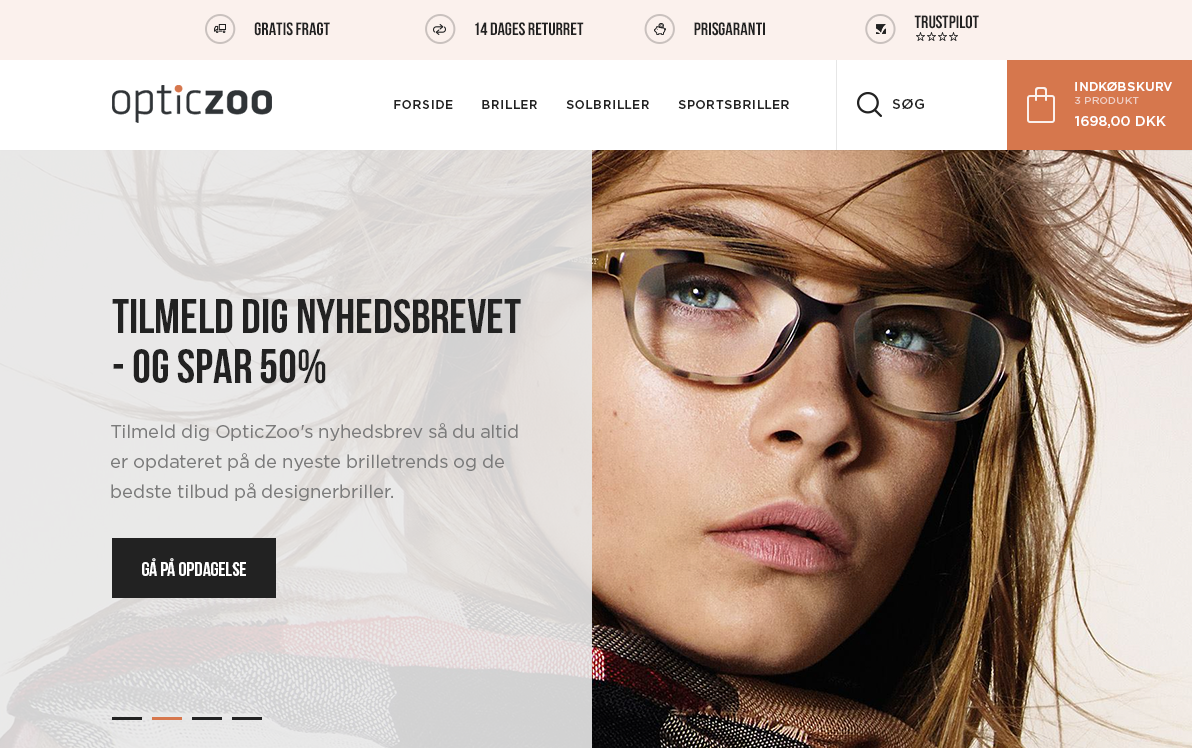 GRATIS FRAGT
14 DAGES RETURRET
PRISGARANTI
TRUSTPILOT
opticzoo
FORSIDE
BRILLER
SOLBRILLER
SPORTSBRILLER
SØG
INDKØBSKURV
3 PRODUKT
1698,00 DKK
TILMELD DIG NYHEDSBREVET
- OG SPAR 50%
Tilmeld dig OpticZoo's nyhedsbrev så du altid
er opdateret på de nyeste brilletrends og de
bedste tilbud på designerbriller.
GÅ PÅ OPDAGELSE